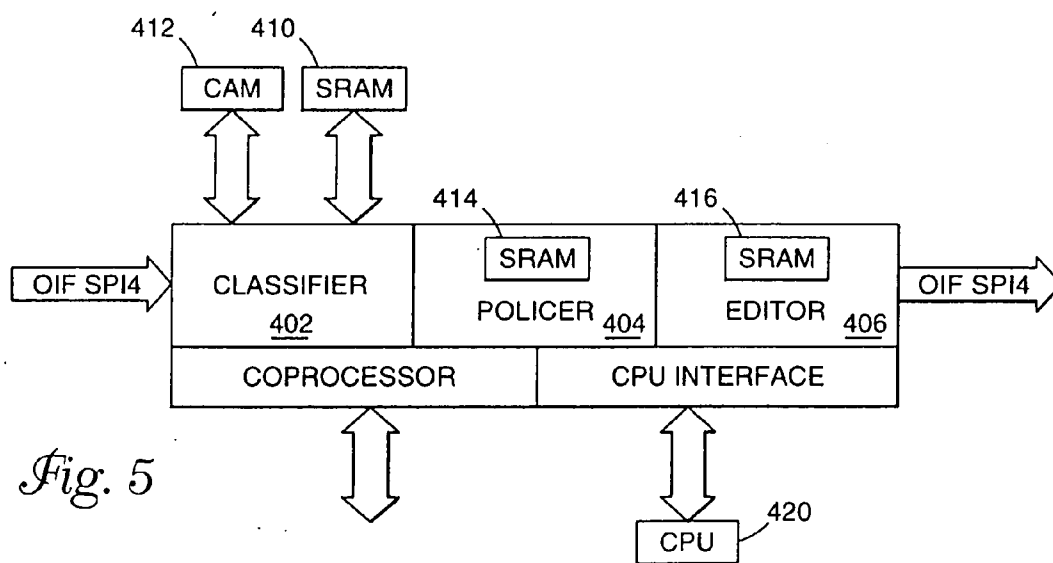 412
410
CAM
SRAM
414
416
SRAM
SRAM
OIF SPI4
CLASSIFIER
POLICER
EDITOR
OIF SPI4
402
404
406
COPROCESSOR
CPU INTERFACE
Fig. 5
420
CPU